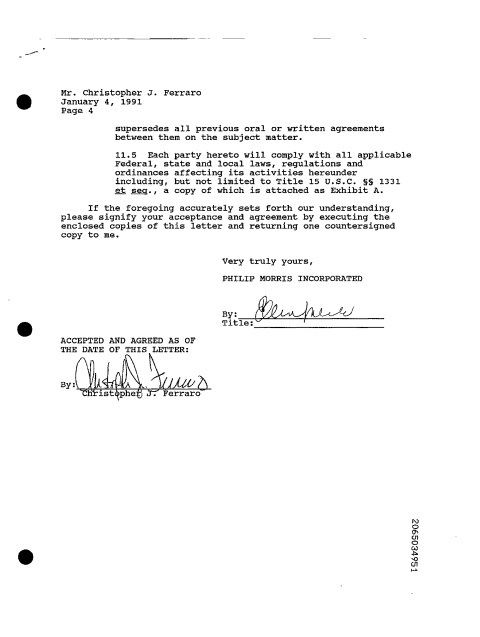 Mr. Christopher J. Ferraro
January 4, 1991
Page 4
supersedes all previous oral or written agreements
between them on the subject matter.
11.5 Each party hereto will comply with all applicable
Federal, state and local laws, regulations and
ordinances affecting its activities hereunder
including, but not limited to Title 15 U.S.C. §§ 1331
et seq., a copy of which is attached as Exhibit A.
If the foregoing accurately sets forth our understanding,
please signify your acceptance and agreement by executing the
enclosed copies of this letter and returning one countersigned
copy to me.
Very truly yours,
PHILIP MORRIS INCORPORATED
By:
Title:
ACCEPTED AND AGREED AS OF
THE DATE OF THIS LETTER:
By: Christoph J. Ferraro
Christopher J. Ferraro
2065034951